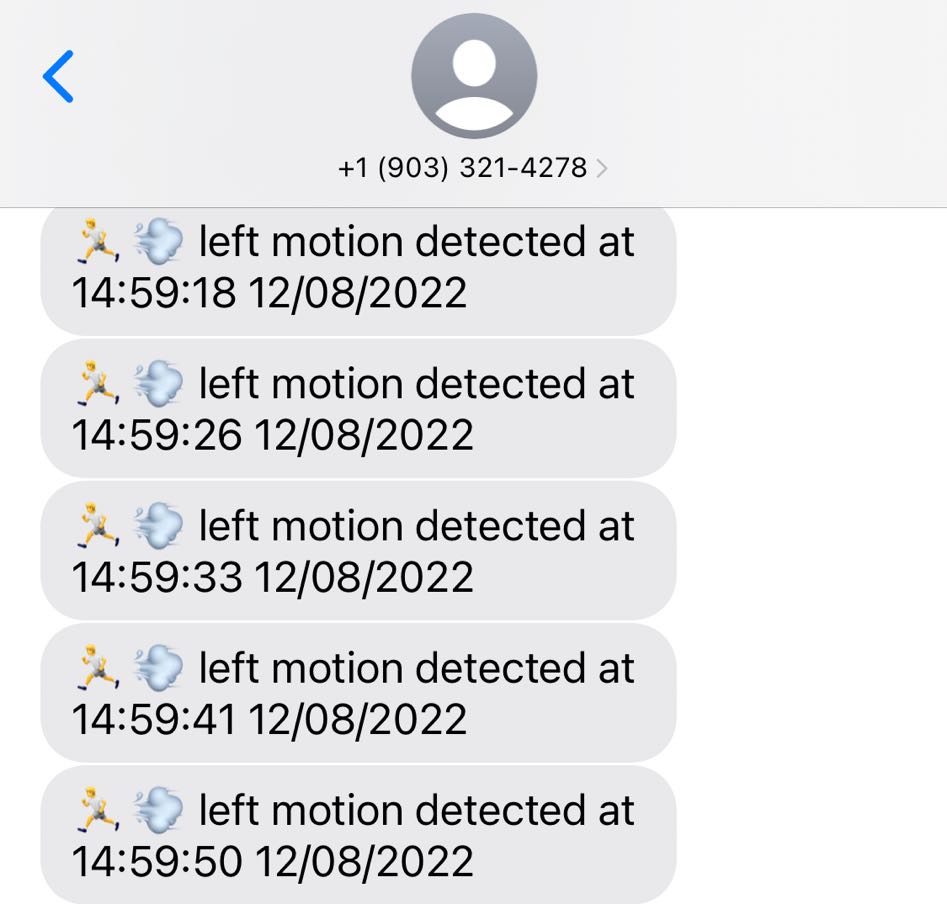 +1 (903) 321-4278
🏃💨 left motion detected at
14:59:18 12/08/2022
🏃💨 left motion detected at
14:59:26 12/08/2022
🏃💨 left motion detected at
14:59:33 12/08/2022
🏃💨 left motion detected at
14:59:41 12/08/2022
🏃💨 left motion detected at
14:59:50 12/08/2022